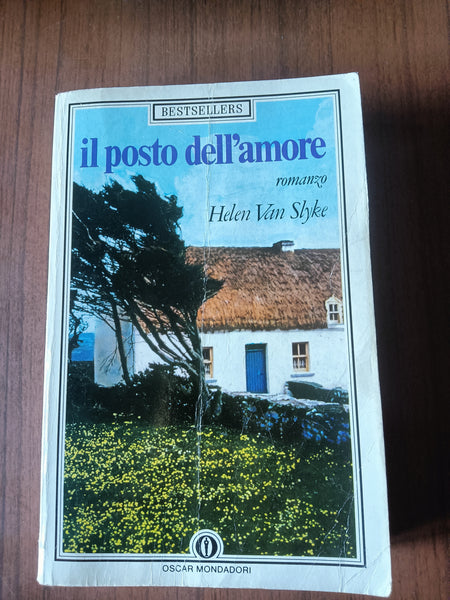 BESTSELLERS
il posto dell'amore
romanzo
Helen Van Slyke
OSCAR MONDADORI